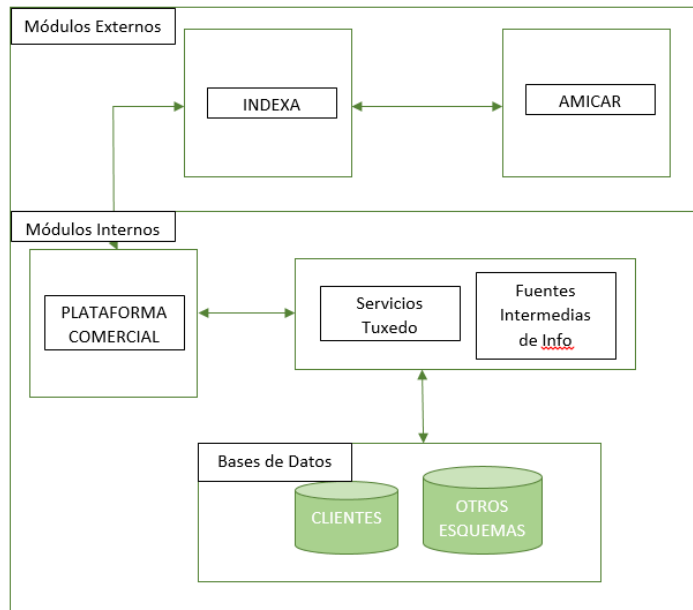 Módulos Externos
INDEXA
AMICAR
Módulos Internos
PLATAFORMA
COMERCIAL
Servicios
Tuxedo
Fuentes
Intermedias
de Info
Bases de Datos
CLIENTES
OTROS
ESQUEMAS